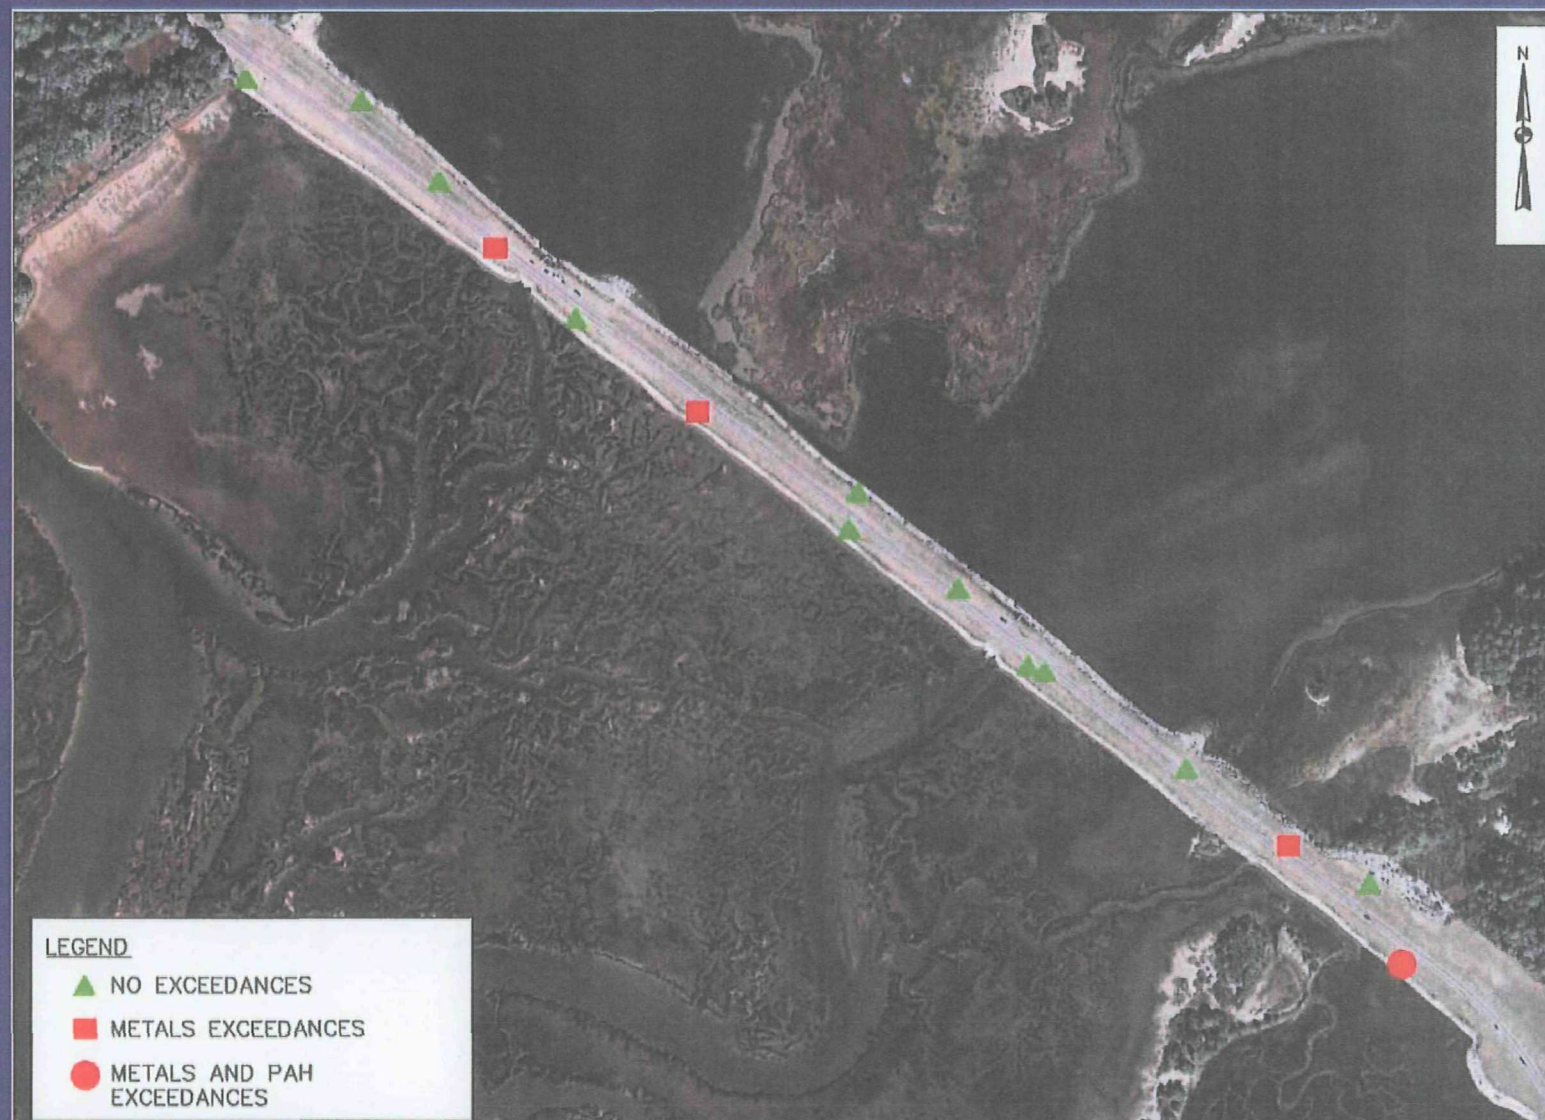 N
LEGEND
NO EXCEEDANCES
METALS EXCEEDANCES
METALS AND PAH
EXCEEDANCES